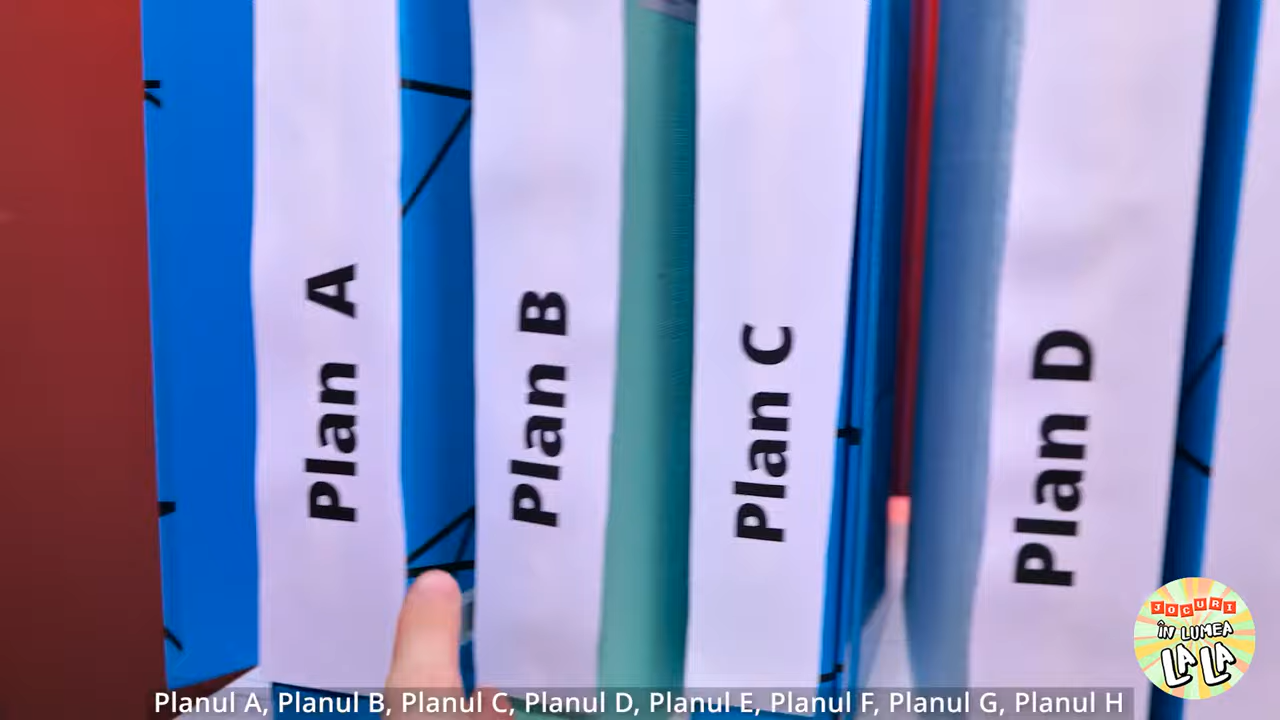 Plan A
Plan B
Plan C
Plan D
JOCURI
ÎN LUMEA
LA LA
Planul A, Planul B, Planul C, Planul D, Planul E, Planul F, Planul G, Planul H